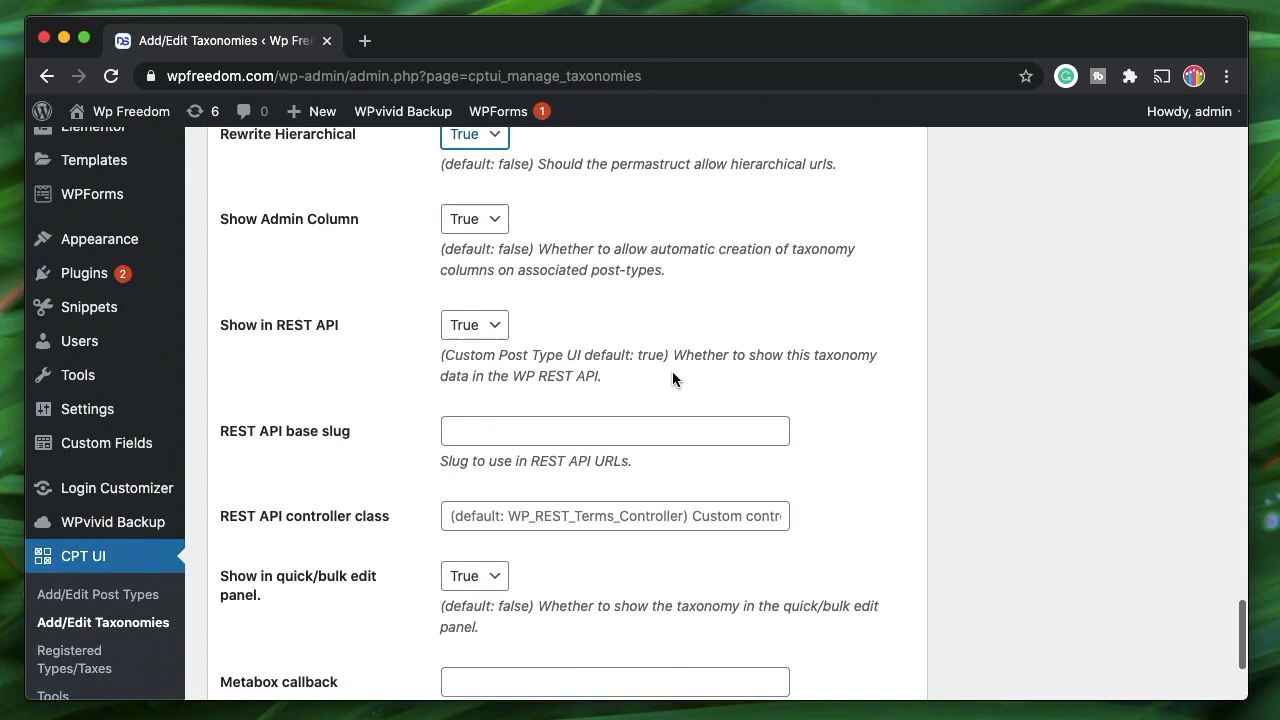 Add/Edit Taxonomies ‹ Wp Fre
wpfreedom.com/wp-admin/admin.php?page=cptui_manage_taxonomies
Wp Freedom
6
0
New
WPvivid Backup
WPForms 1
Howdy, admin
Elementor
Templates
WPForms
Appearance
Plugins 2
Snippets
Users
Tools
Settings
Custom Fields
Login Customizer
WPvivid Backup
CPT UI
Add/Edit Post Types
Add/Edit Taxonomies
Registered
Types/Taxes
Tools
Rewrite Hierarchical
True
(default: false) Should the permastruct allow hierarchical urls.
Show Admin Column
True
(default: false) Whether to allow automatic creation of taxonomy
columns on associated post-types.
Show in REST API
True
(Custom Post Type UI default: true) Whether to show this taxonomy
data in the WP REST API.
REST API base slug
Slug to use in REST API URLs.
REST API controller class
(default: WP_REST_Terms_Controller) Custom contr
Show in quick/bulk edit
panel.
True
(default: false) Whether to show the taxonomy in the quick/bulk edit
panel.
Metabox callback